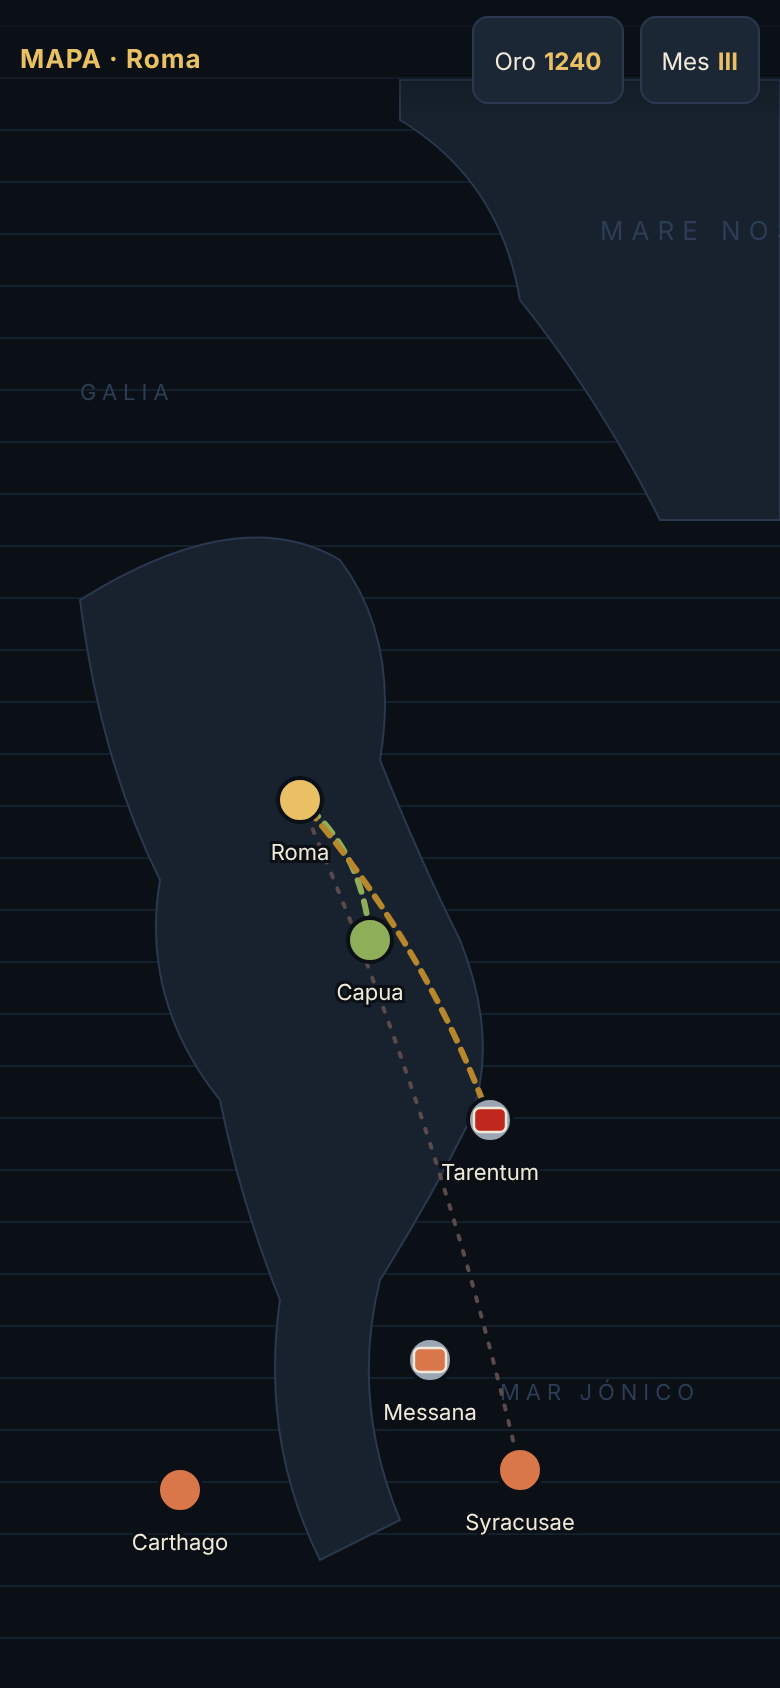 MAPA · Roma
Oro 1240
Mes III
MARE NO
GALIA
Roma
Capua
Tarentum
Messana
MAR JÓNICO
Syracusae
Carthago